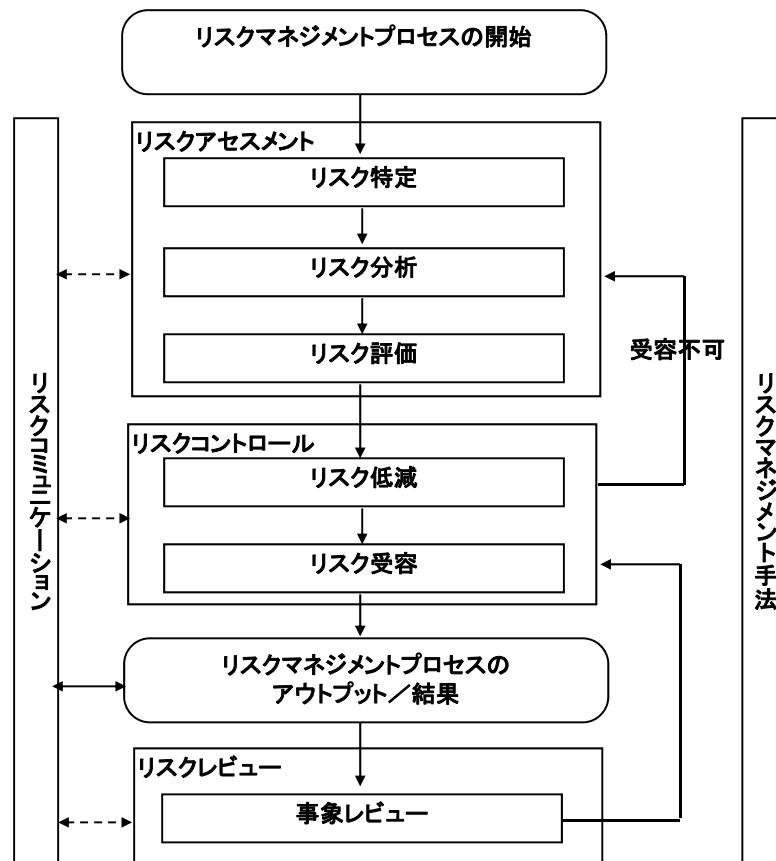 リスクマネジメントプロセスの開始
リスクアセスメント
リスク特定
リスク分析
リスク評価
受容不可
リスクコントロール
リスク低減
リスク受容
リスクマネジメントプロセスの
アウトプット／結果
リスクレビュー
事象レビュー
リスクコミュニケーション
リスクマネジメント手法